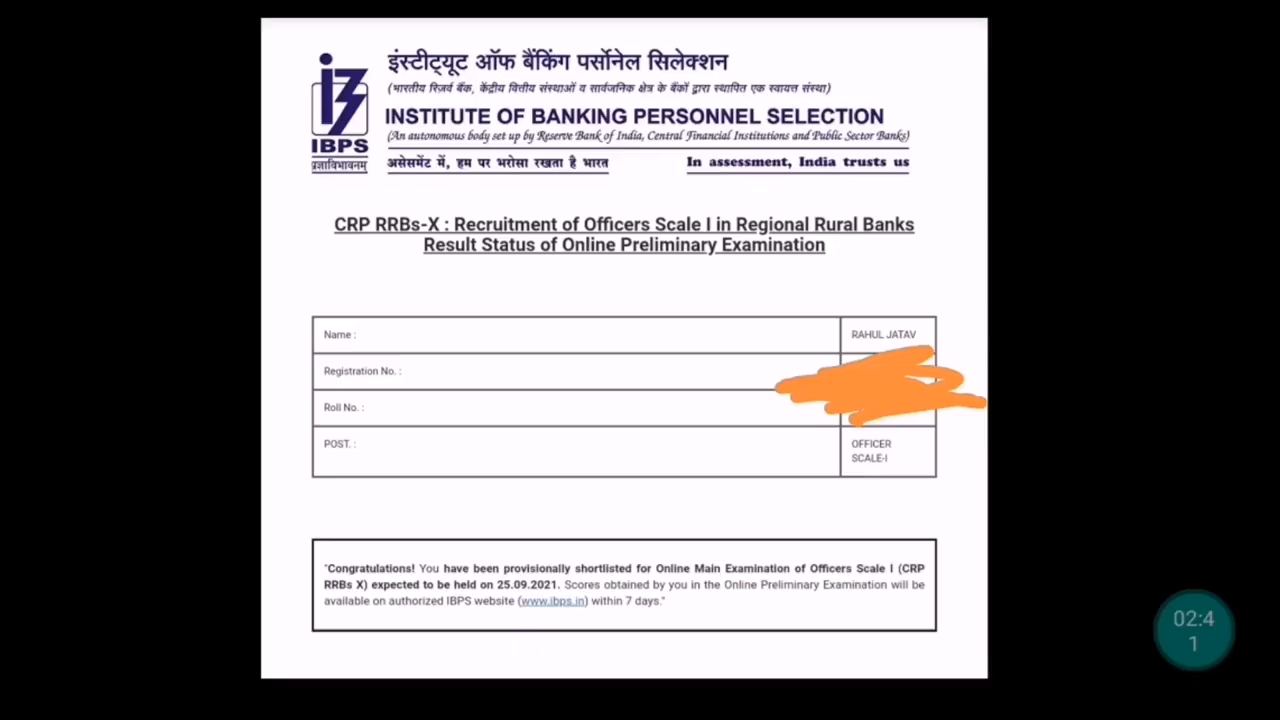 इंस्टीट्यूट ऑफ बैंकिंग पर्सोनेल सिलेक्शन
(भारतीय रिज़र्व बैंक, केंद्रीय वित्तीय संस्थाओं व सार्वजनिक क्षेत्र के बैंकों द्वारा स्थापित एक स्वायत्त संस्था)
INSTITUTE OF BANKING PERSONNEL SELECTION
(An autonomous body set up by Reserve Bank of India, Central Financial Institutions and Public Sector Banks)
IBPS
प्रज्ञाविभावनम्
असेसमेंट में, हम पर भरोसा रखता है भारत In assessment, India trusts us
CRP RRBs-X : Recruitment of Officers Scale I in Regional Rural Banks
Result Status of Online Preliminary Examination
Name : RAHUL JATAV
Registration No. :
Roll No. :
POST. : OFFICER
SCALE-I
"Congratulations! You have been provisionally shortlisted for Online Main Examination of Officers Scale I (CRP
RRBs X) expected to be held on 25.09.2021. Scores obtained by you in the Online Preliminary Examination will be
available on authorized IBPS website (www.ibps.in) within 7 days."
02:4
1